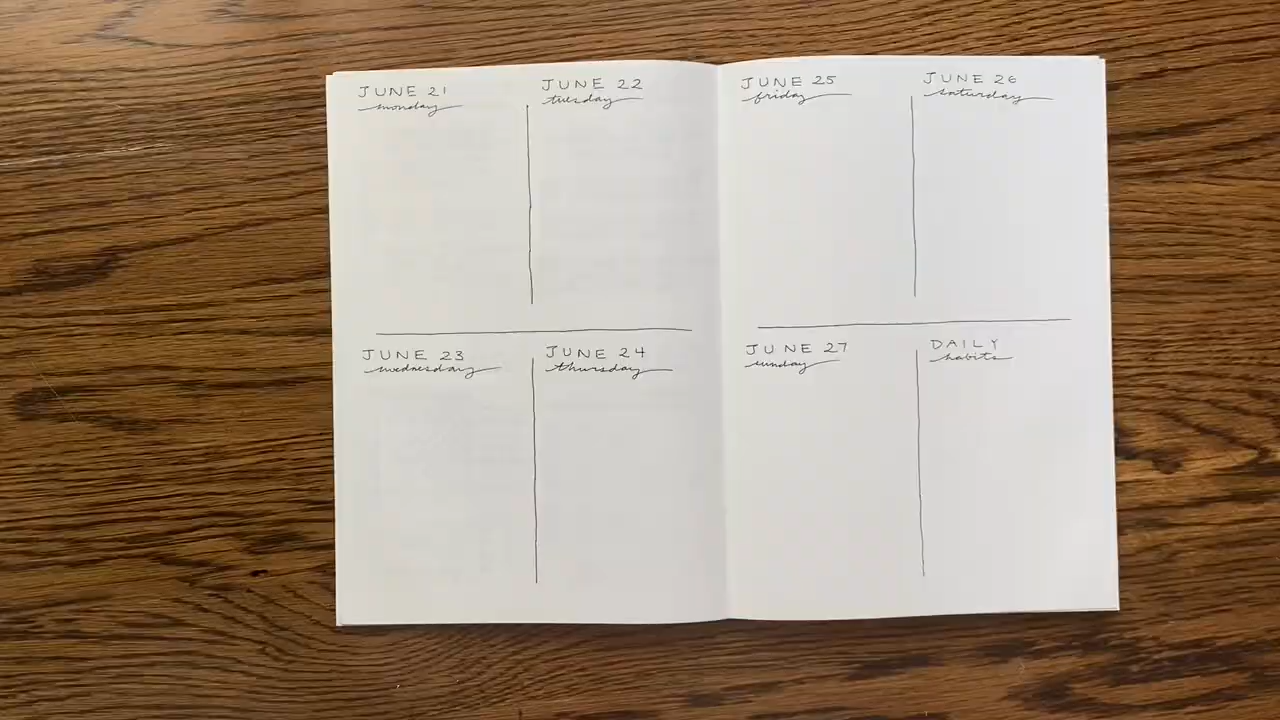 JUNE 21
monday
JUNE 22
tuesday
JUNE 23
wednesday
JUNE 24
thursday
JUNE 25
friday
JUNE 26
saturday
JUNE 27
sunday
DAILY
habits